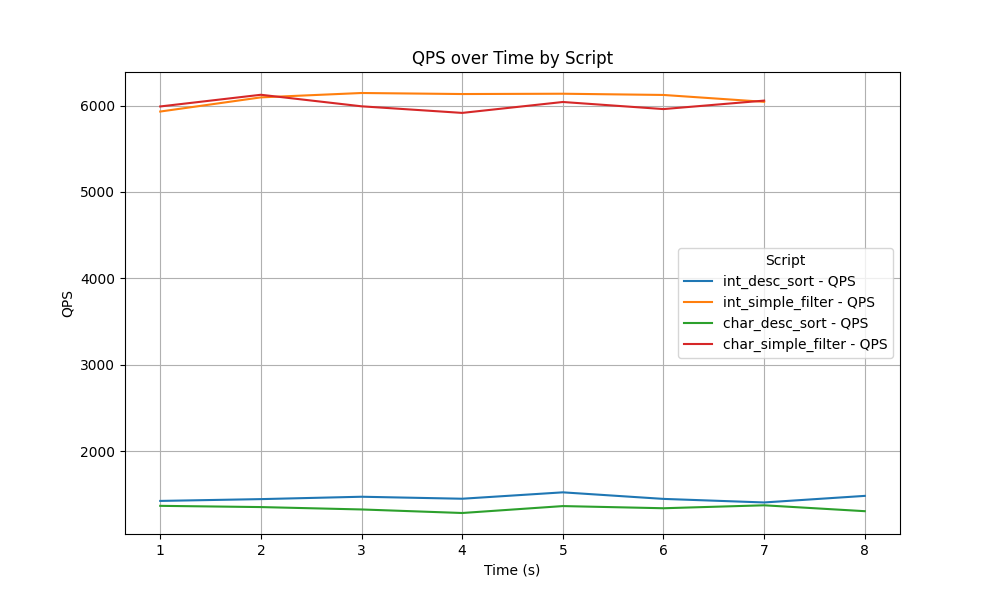 QPS over Time by Script
QPS
6000
5000
4000
3000
2000
Script
int_desc_sort - QPS
int_simple_filter - QPS
char_desc_sort - QPS
char_simple_filter - QPS
1 2 3 4 5 6 7 8
Time (s)